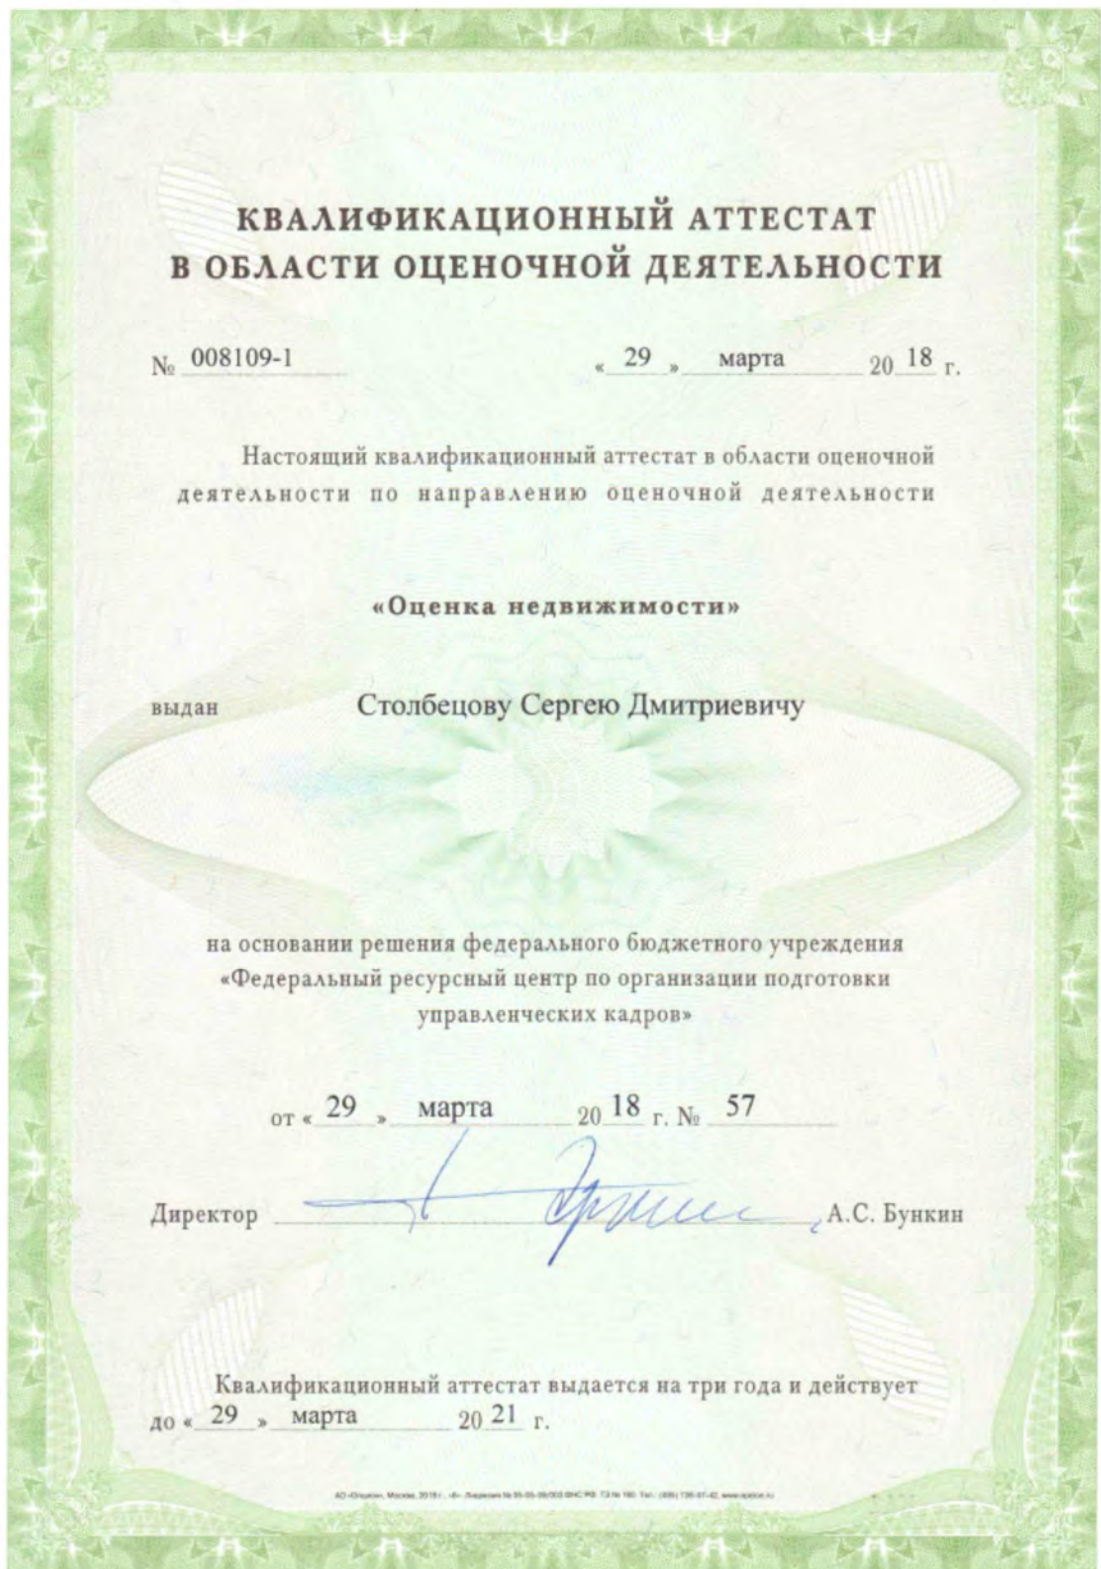 КВАЛИФИКАЦИОННЫЙ АТТЕСТАТ
В ОБЛАСТИ ОЦЕНОЧНОЙ ДЕЯТЕЛЬНОСТИ
№ 008109-1 « 29 » марта 20 18 г.
Настоящий квалификационный аттестат в области оценочной
деятельности по направлению оценочной деятельности
«Оценка недвижимости»
выдан Столбецову Сергею Дмитриевичу
на основании решения федерального бюджетного учреждения
«Федеральный ресурсный центр по организации подготовки
управленческих кадров»
от « 29 » марта 20 18 г. № 57
Директор А.С. Бункин
Квалификационный аттестат выдается на три года и действует
до « 29 » марта 20 21 г.
АО «Опцион», Москва,